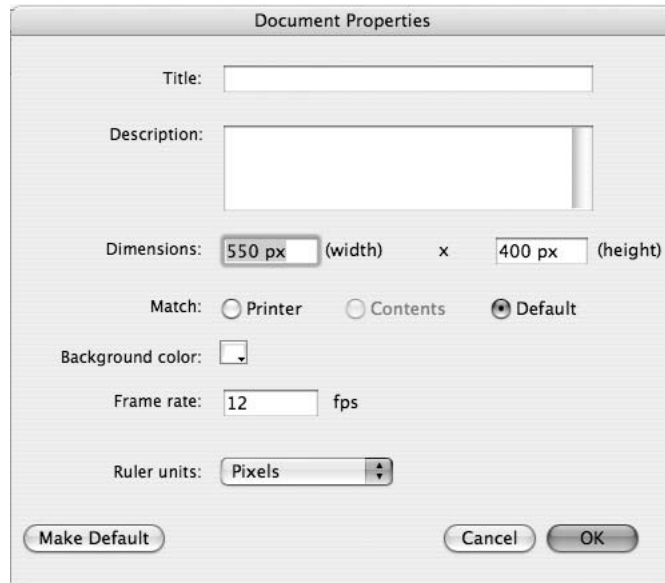 Document Properties
Title:
Description:
Dimensions: 550 px (width) x 400 px (height)
Match: Printer Contents Default
Background color:
Frame rate: 12 fps
Ruler units: Pixels
Make Default Cancel OK